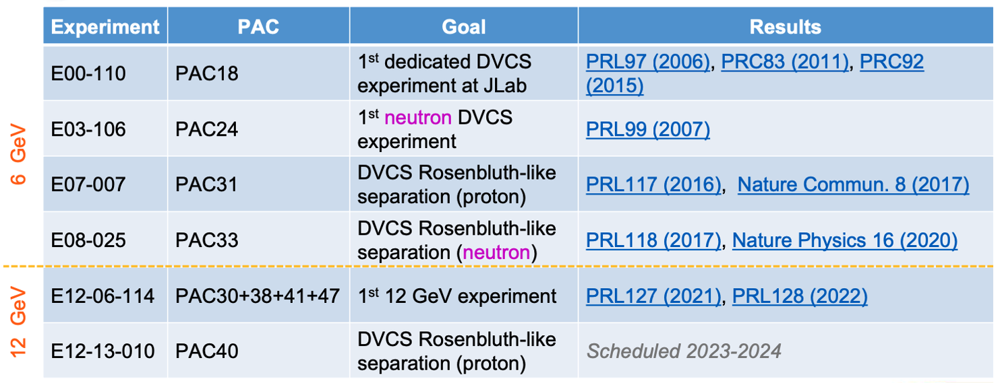 Experiment PAC Goal Results
6 GeV
E00-110 PAC18 1st dedicated DVCS experiment at JLab PRL97 (2006), PRC83 (2011), PRC92 (2015)
E03-106 PAC24 1st neutron DVCS experiment PRL99 (2007)
E07-007 PAC31 DVCS Rosenbluth-like separation (proton) PRL117 (2016), Nature Commun. 8 (2017)
E08-025 PAC33 DVCS Rosenbluth-like separation (neutron) PRL118 (2017), Nature Physics 16 (2020)
12 GeV
E12-06-114 PAC30+38+41+47 1st 12 GeV experiment PRL127 (2021), PRL128 (2022)
E12-13-010 PAC40 DVCS Rosenbluth-like separation (proton) Scheduled 2023-2024